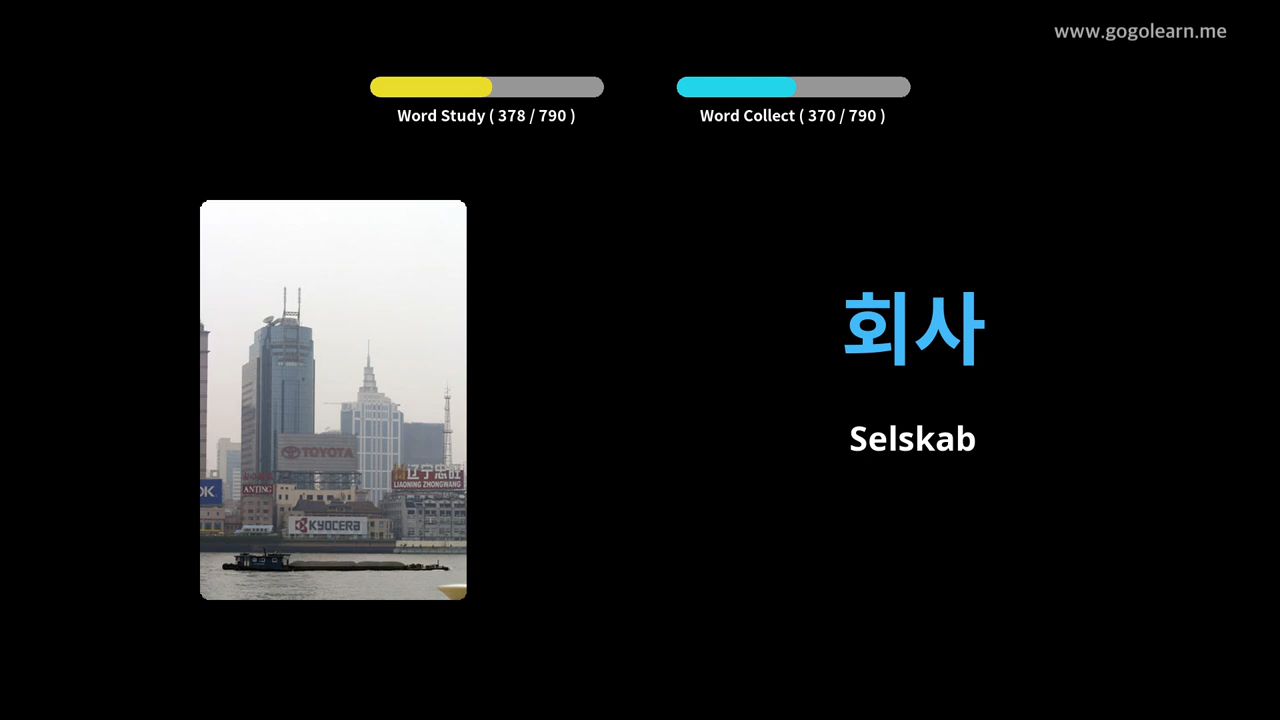 www.gogolearn.me
Word Study ( 378 / 790 )
Word Collect ( 370 / 790 )
회사
Selskab
TOYOTA
辽宁忠旺
LIAONING ZHONGWANG
OK
ANTING
KYOCERA